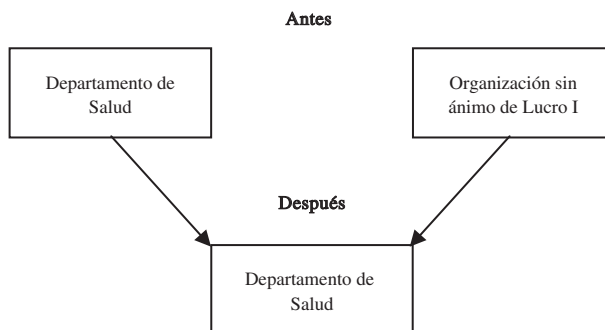 Antes
Departamento de
Salud
Organización sin
ánimo de Lucro I
Después
Departamento de
Salud